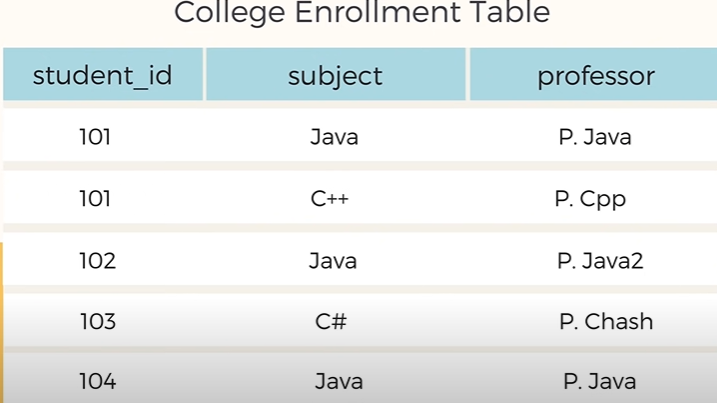 College Enrollment Table
student_id subject professor
101 Java P. Java
101 C++ P. Cpp
102 Java P. Java2
103 C# P. Chash
104 Java P. Java